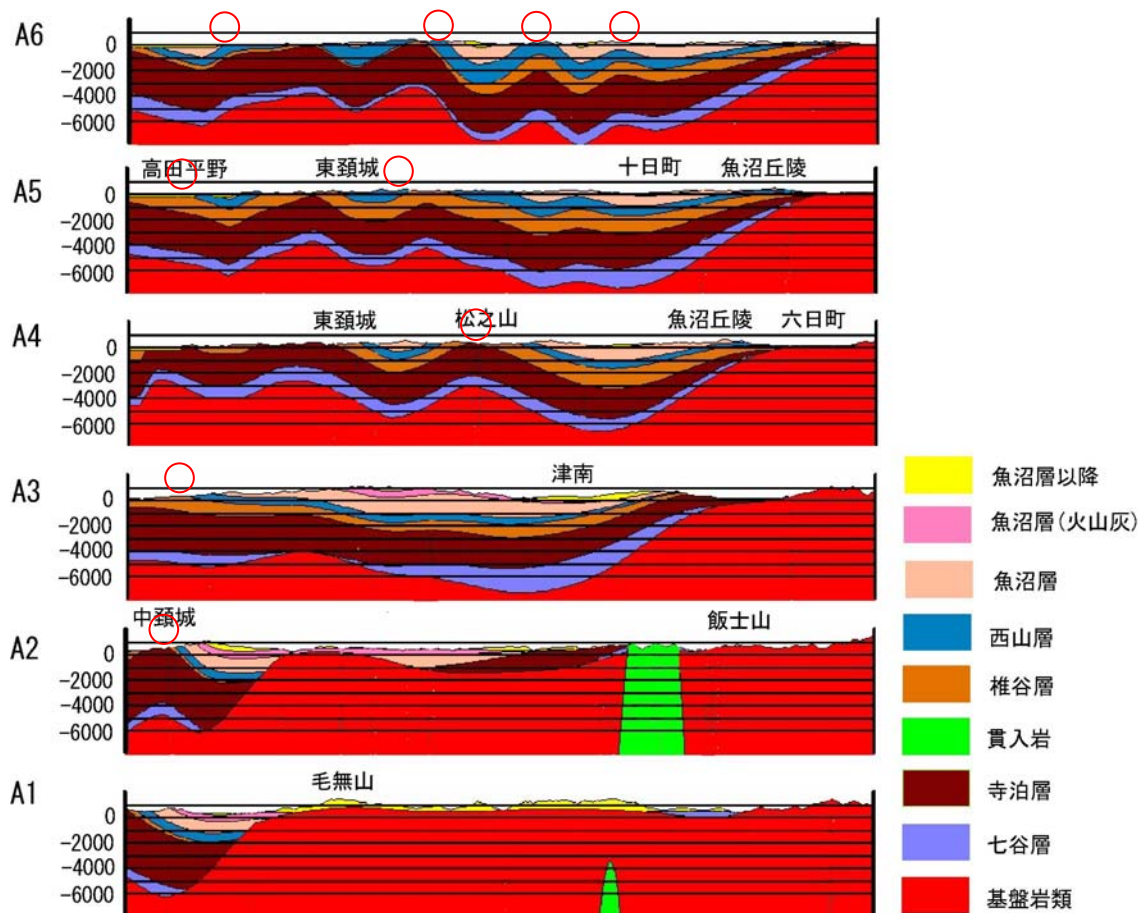 A6
0
-2000
-4000
-6000
高田平野 東頚城 十日町 魚沼丘陵
A5
0
-2000
-4000
-6000
東頚城 松之山 魚沼丘陵 六日町
A4
0
-2000
-4000
-6000
津南
A3
0
-2000
-4000
-6000
中頚城 飯士山
A2
0
-2000
-4000
-6000
毛無山
A1
0
-2000
-4000
-6000
魚沼層以降
魚沼層(火山灰)
魚沼層
西山層
椎谷層
貫入岩
寺泊層
七谷層
基盤岩類